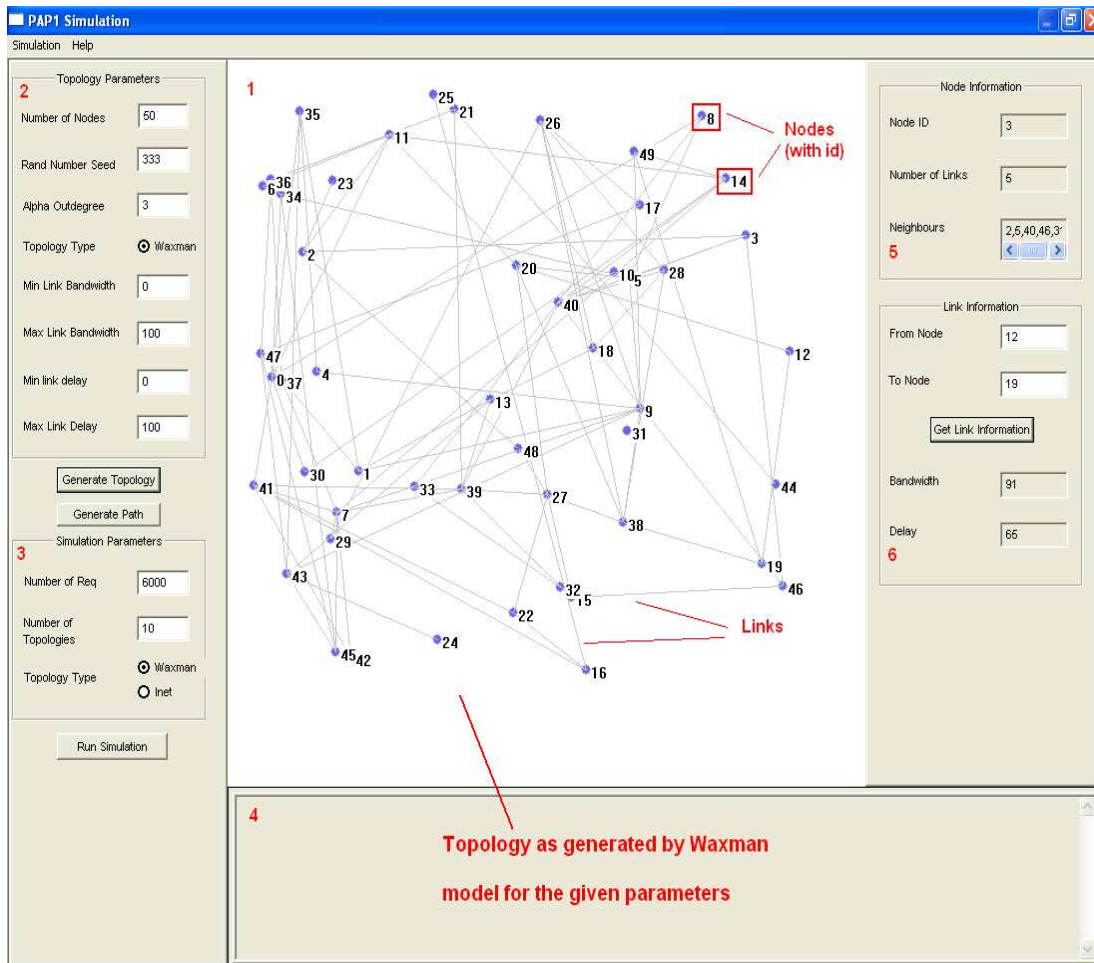 PAP1 Simulation
Simulation Help
2
Topology Parameters
Number of Nodes 50
Rand Number Seed 333
Alpha Outdegree 3
Topology Type Waxman
Min Link Bandwidth 0
Max Link Bandwidth 100
Min link delay 0
Max Link Delay 100
Generate Topology
Generate Path
3
Simulation Parameters
Number of Req 6000
Number of
Topologies
10
Topology Type
Waxman
Inet
Run Simulation
1
25
21
35
26
8
11
49
Nodes
(with id)
36
6
23
34
14
17
2
3
20
10
5
28
40
47
18
12
0
37
4
13
9
31
48
30
1
41
33
39
27
44
7
38
29
43
19
32
15
46
22
Links
24
45
42
16
4
Topology as generated by Waxman
model for the given parameters
Node Information
Node ID 3
Number of Links 5
Neighbours
5
Link Information
From Node 12
To Node 19
Get Link Information
Bandwidth 91
Delay 65
6